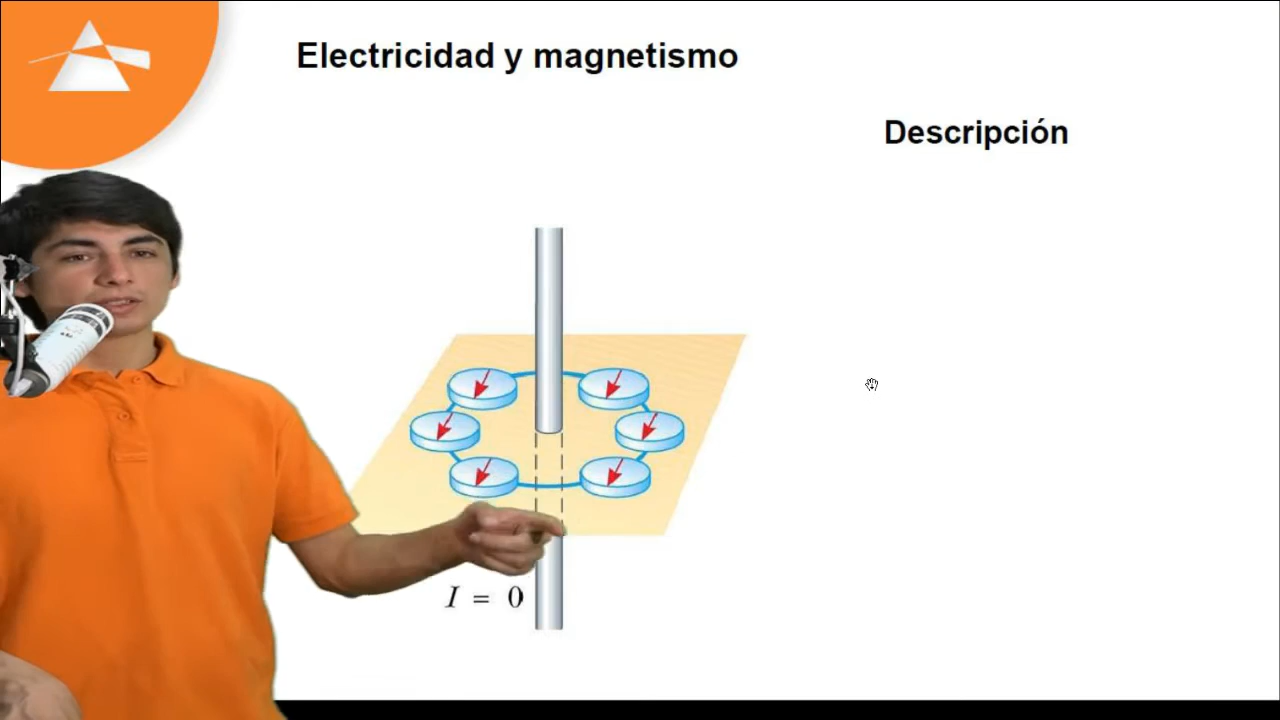 Electricidad y magnetismo
Descripción
I = 0